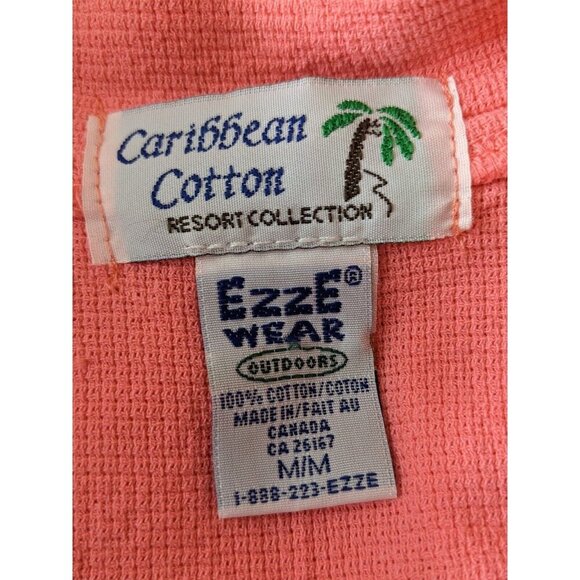 Caribbean
Cotton
RESORT COLLECTION
EZZE®
WEAR
OUTDOORS
100% COTTON/COTON
MADE IN/FAIT AU
CANADA
CA 26167
M/M
1-888-223-EZZE